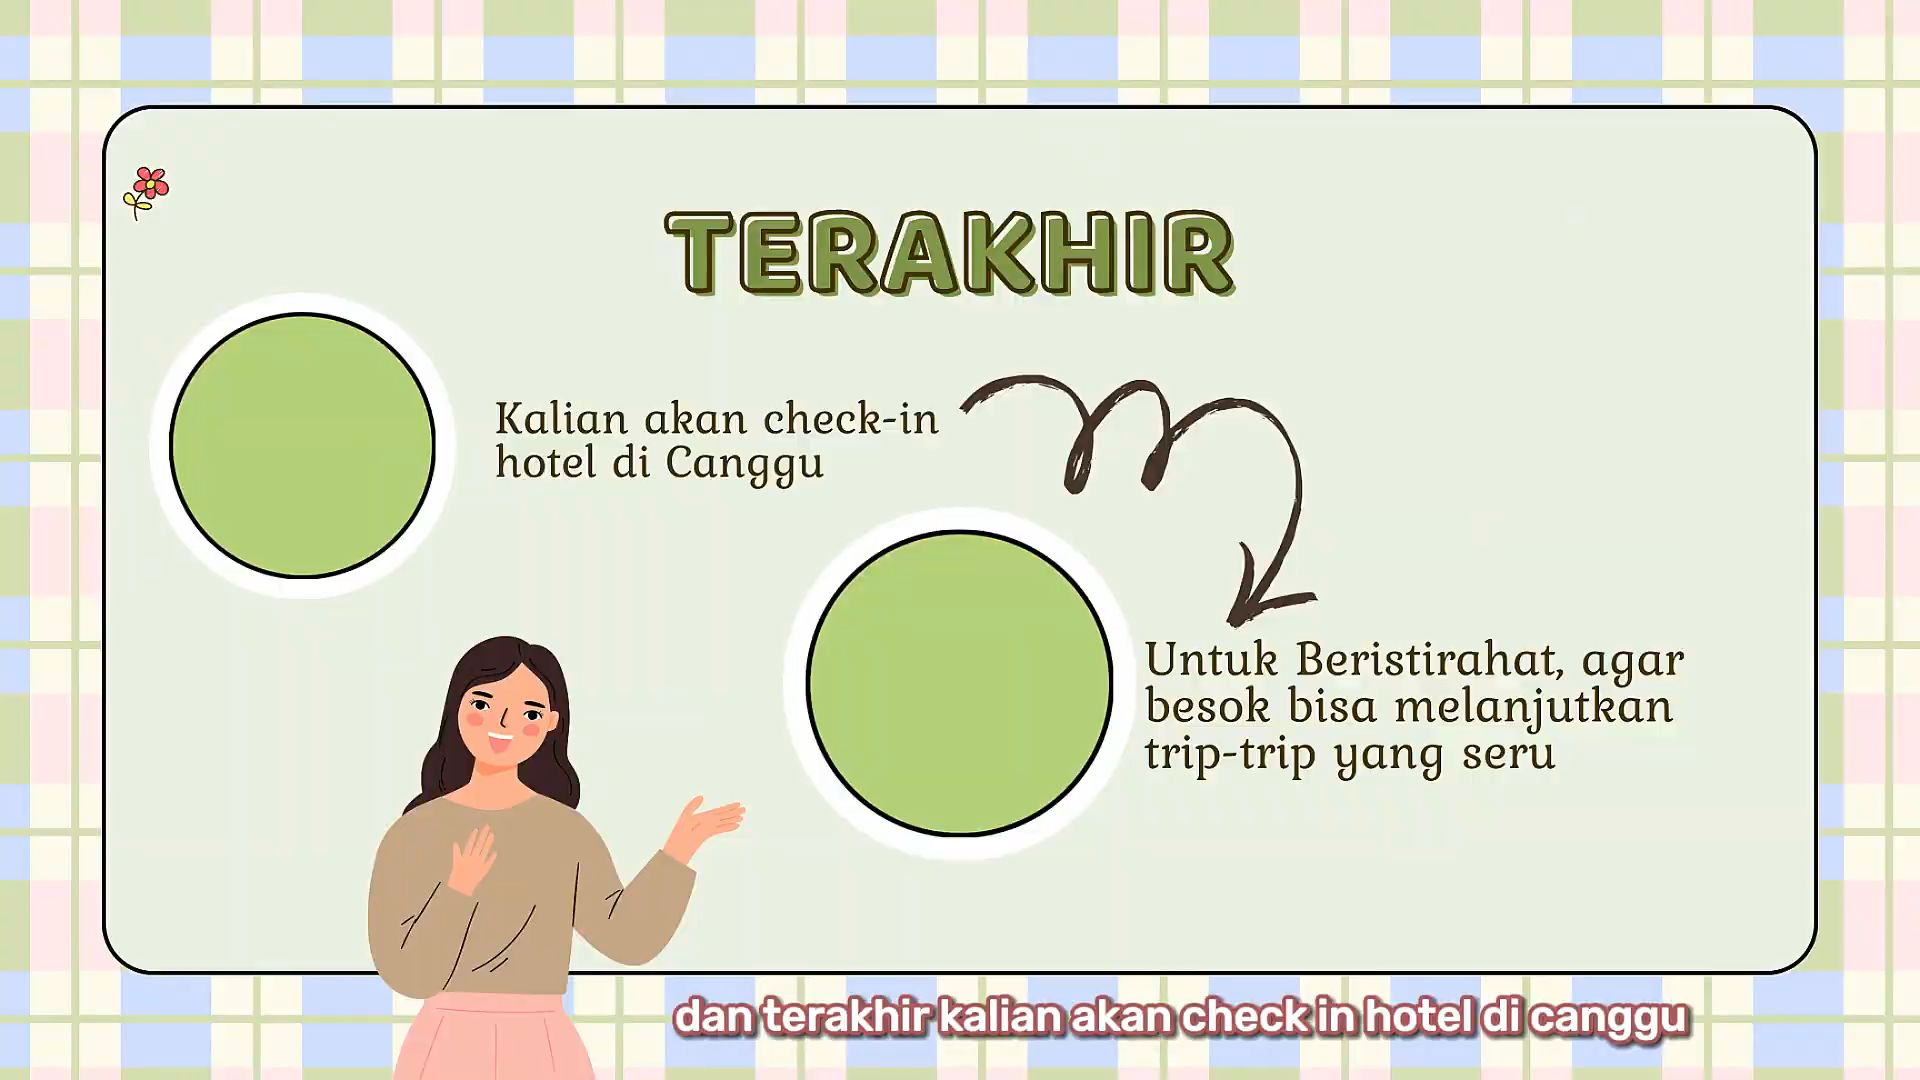 TERAKHIR
Kalian akan check-in
hotel di Canggu
Untuk Beristirahat, agar
besok bisa melanjutkan
trip-trip yang seru
dan terakhir kalian akan check in hotel di canggu